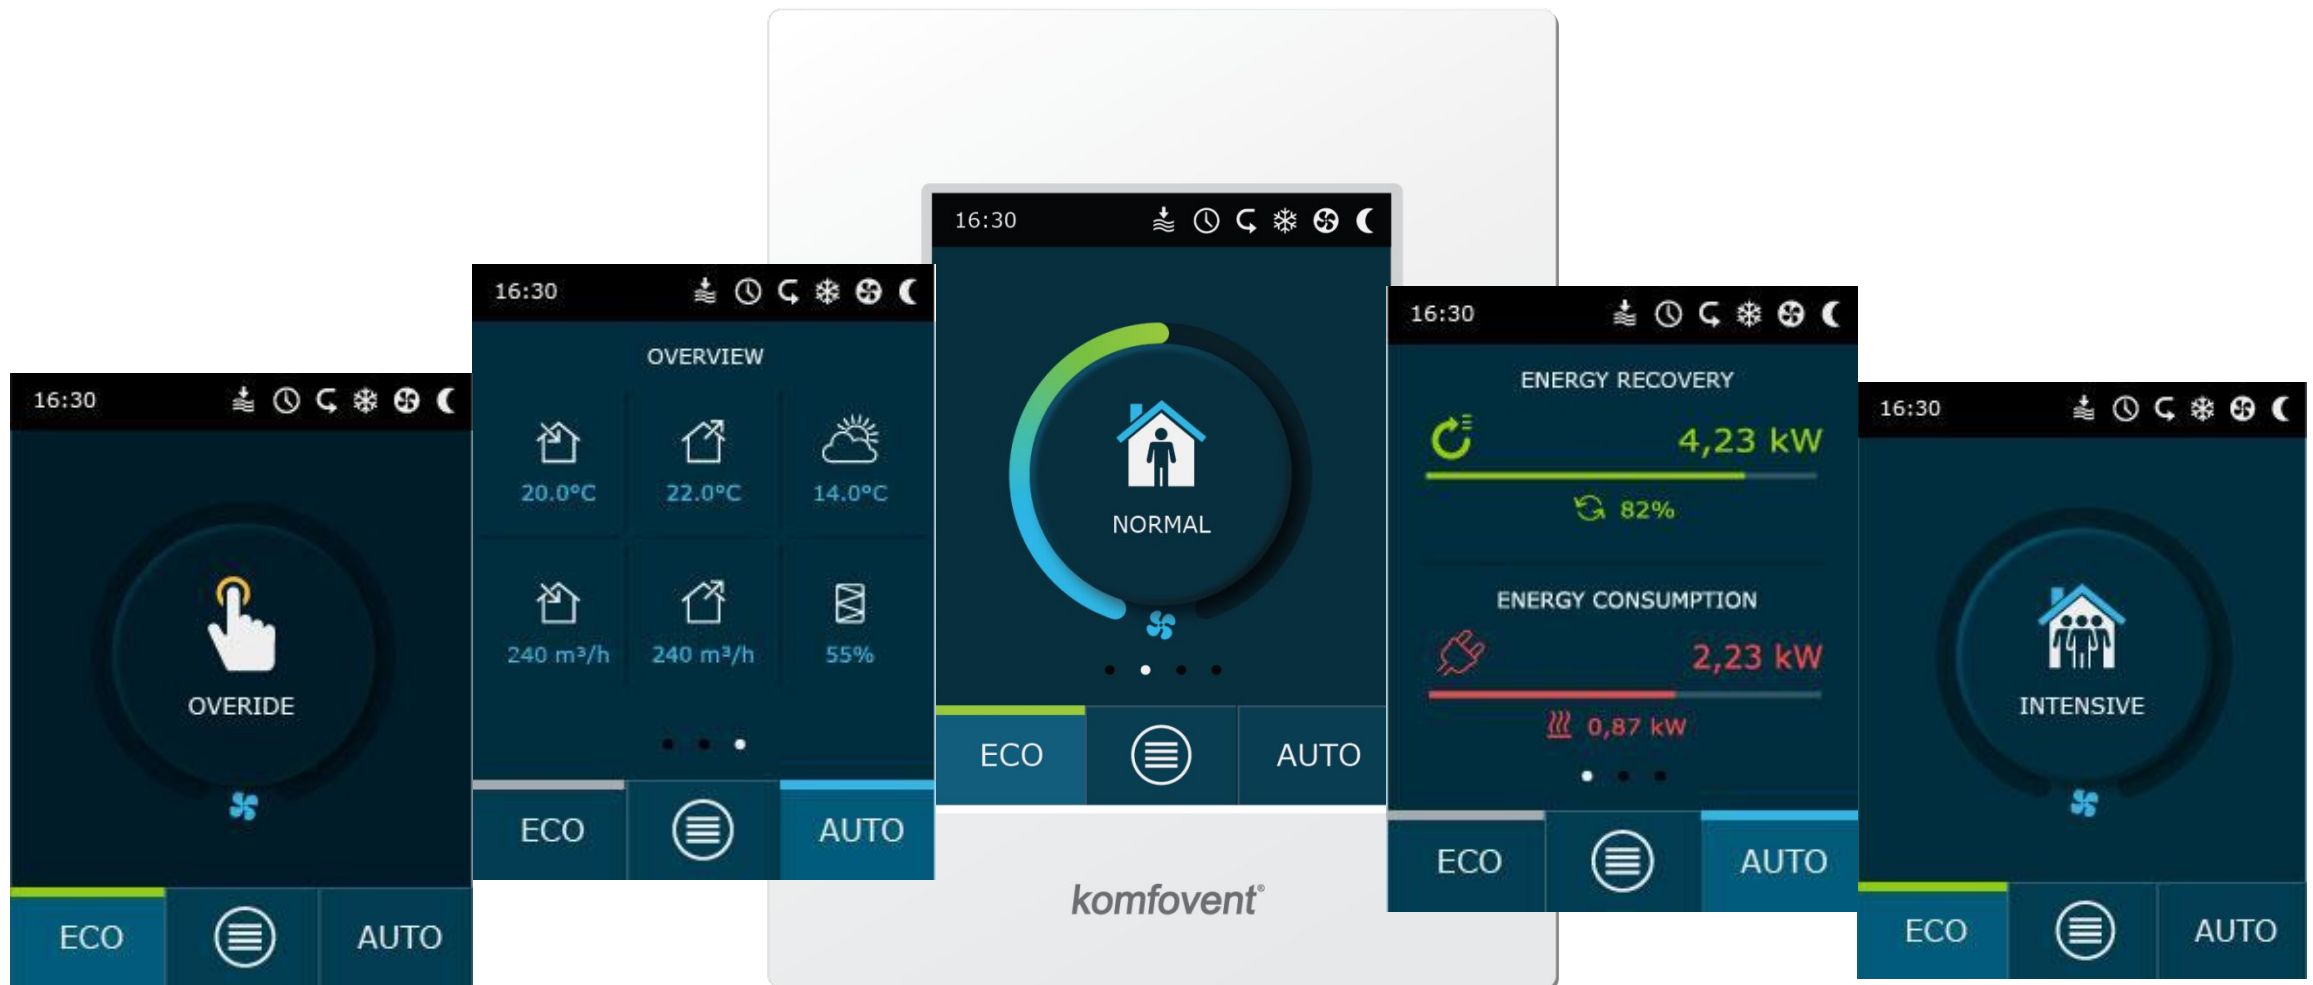 16:30
OVERIDE
ECO
AUTO
16:30
OVERVIEW
20.0°C 22.0°C 14.0°C
240 m³/h 240 m³/h 55%
ECO
AUTO
16:30
NORMAL
ECO
AUTO
komfovent®
16:30
ENERGY RECOVERY
4,23 kW
82%
ENERGY CONSUMPTION
2,23 kW
0,87 kW
ECO
AUTO
16:30
INTENSIVE
ECO
AUTO